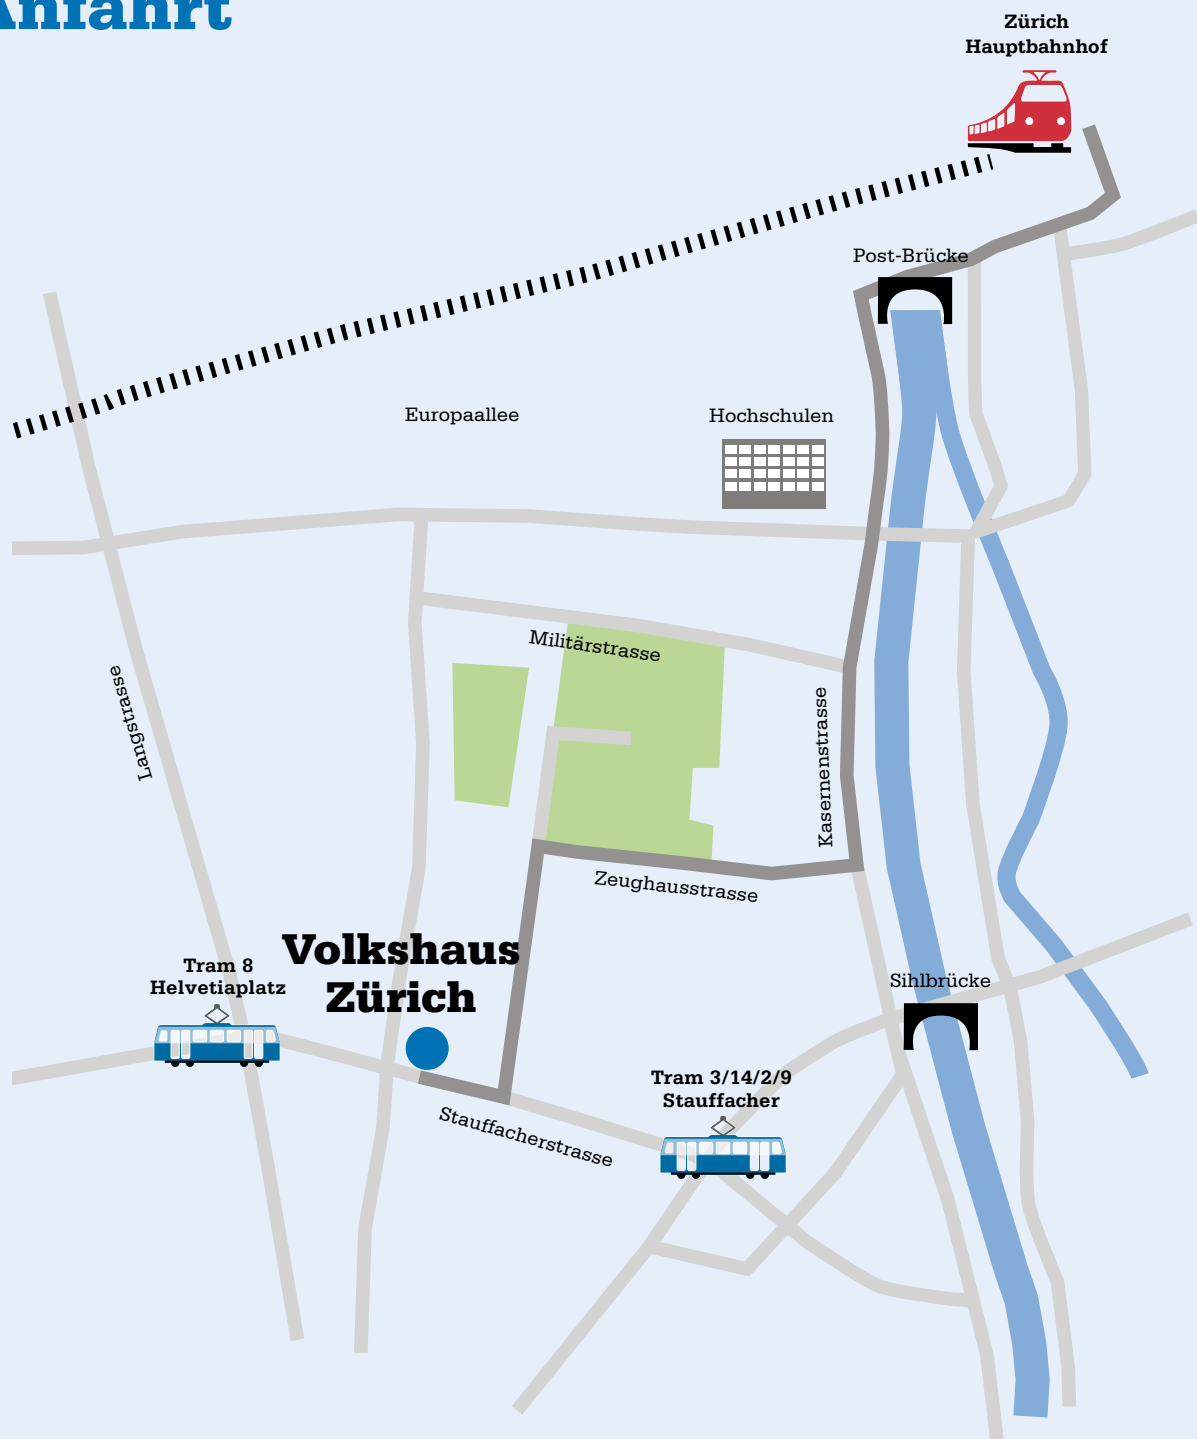 Anfahrt
Zürich
Hauptbahnhof
Post-Brücke
Europaallee
Hochschulen
Militärstrasse
Langstrasse
Kasernenstrasse
Zeughausstrasse
Volkshaus
Zürich
Tram 8
Helvetiaplatz
Sihlbrücke
Tram 3/14/2/9
Stauffacher
Stauffacherstrasse